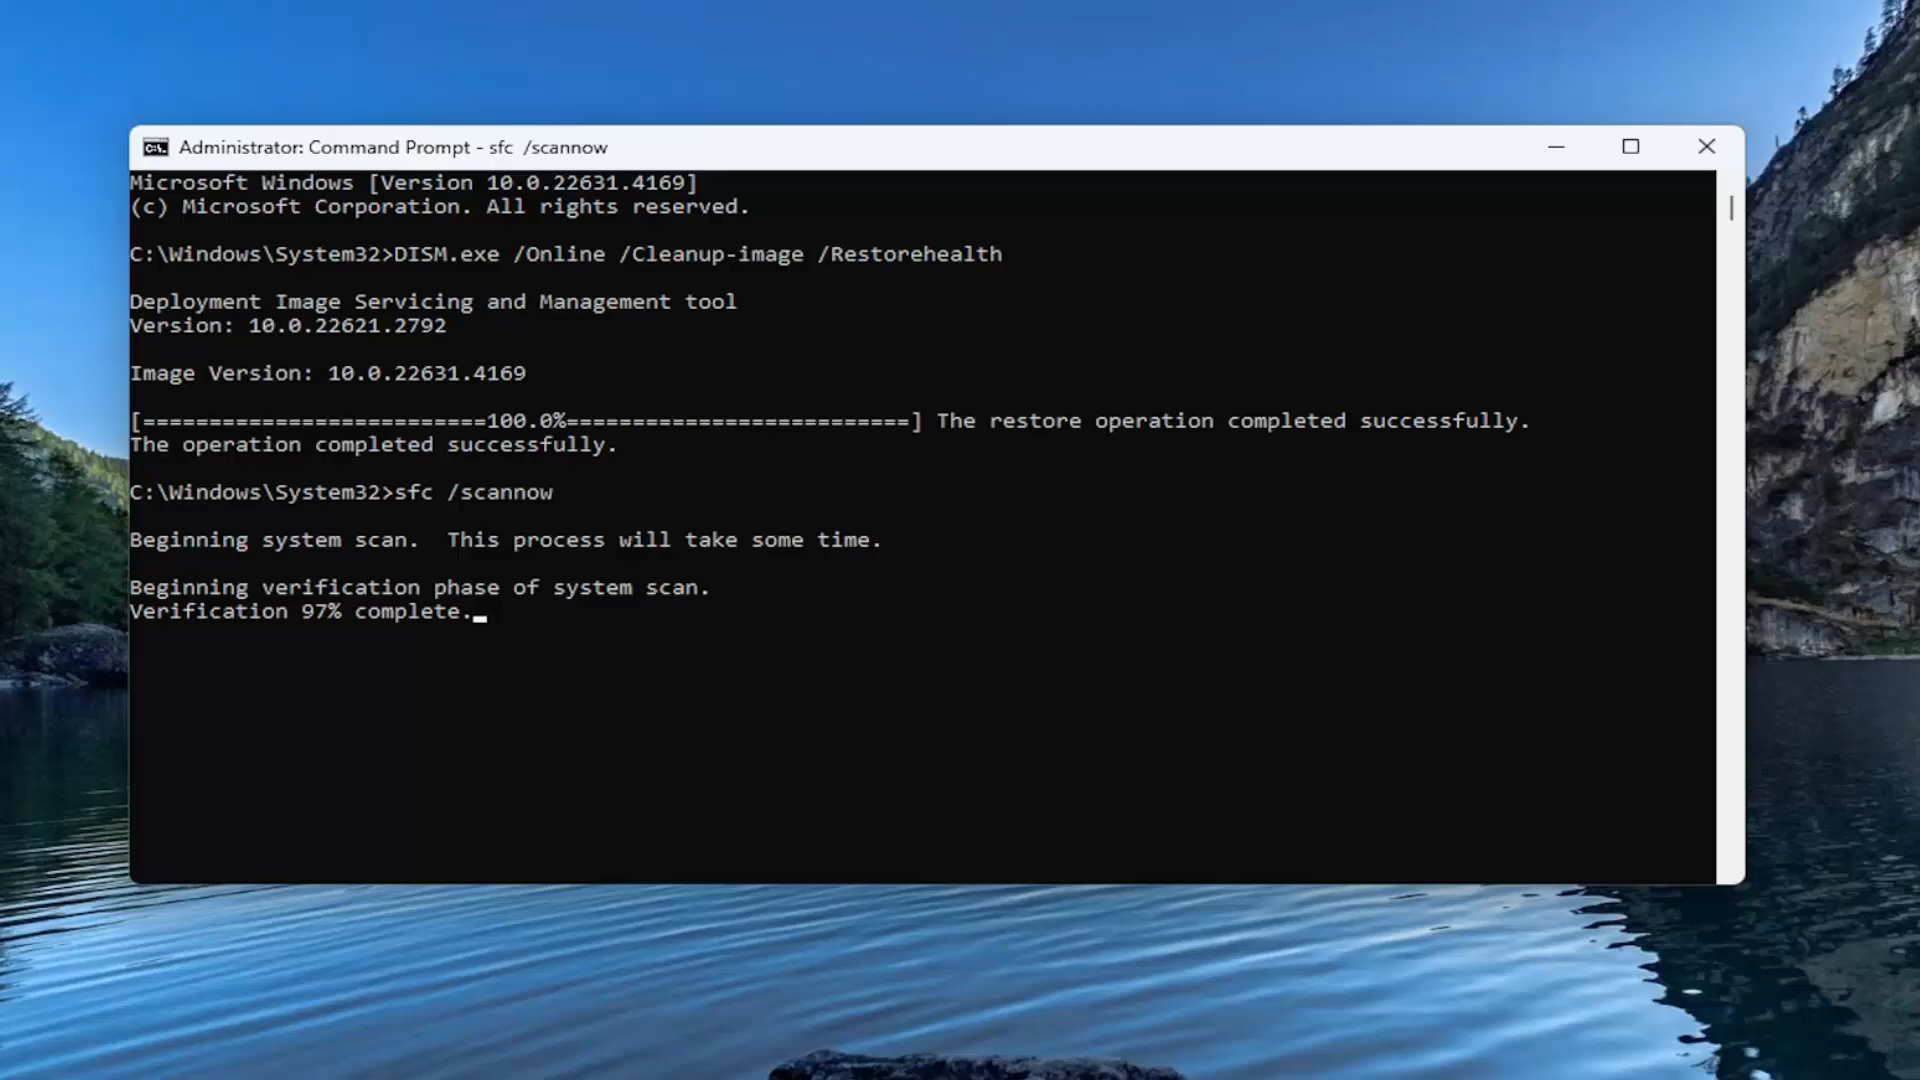 Administrator: Command Prompt - sfc  /scannow
Microsoft Windows [Version 10.0.22631.4169]
(c) Microsoft Corporation. All rights reserved.
C:\Windows\System32>DISM.exe /Online /Cleanup-image /Restorehealth
Deployment Image Servicing and Management tool
Version: 10.0.22621.2792
Image Version: 10.0.22631.4169
[==========================100.0%==========================] The restore operation completed successfully.
The operation completed successfully.
C:\Windows\System32>sfc /scannow
Beginning system scan.  This process will take some time.
Beginning verification phase of system scan.
Verification 97% complete.